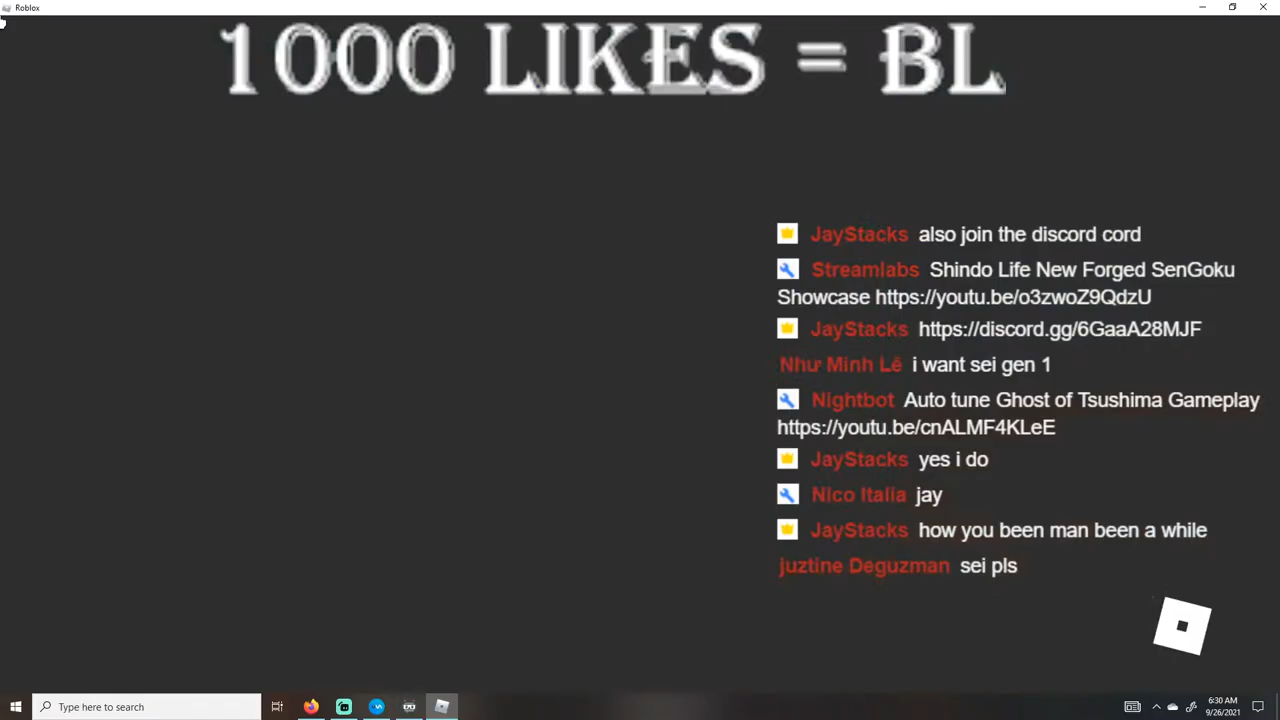 Roblox
1000 LIKES = BL
JayStacks also join the discord cord
Streamlabs Shindo Life New Forged SenGoku
Showcase https://youtu.be/o3zwoZ9QdzU
JayStacks https://discord.gg/6GaaA28MJF
Như Minh Lê i want sei gen 1
Nightbot Auto tune Ghost of Tsushima Gameplay
https://youtu.be/cnALMF4KLeE
JayStacks yes i do
Nico Italia jay
JayStacks how you been man been a while
juztine Deguzman sei pls
Type here to search
6:30 AM
9/26/2021